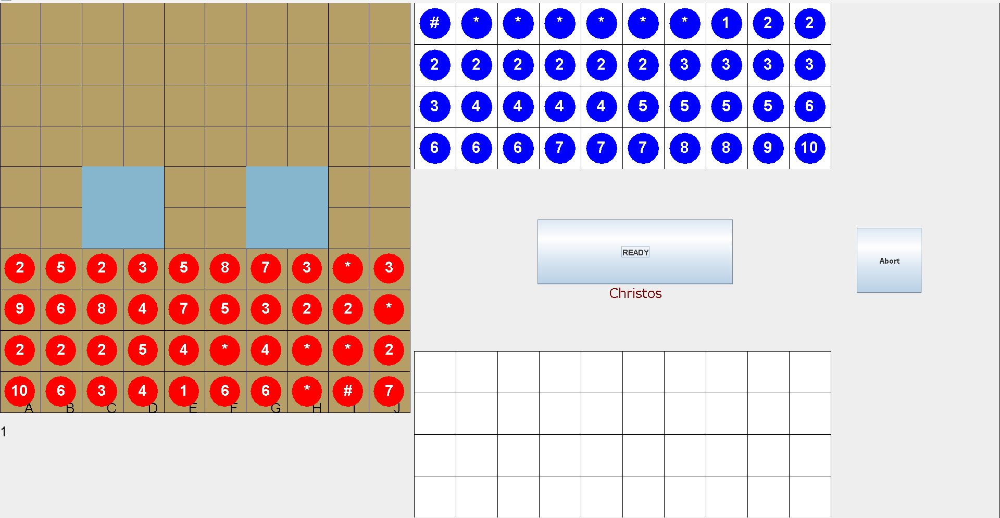 # * * * * * * 1 2 2
2 2 2 2 2 2 3 3 3 3
3 4 4 4 4 5 5 5 5 6
6 6 6 7 7 7 8 8 9 10
READY
Abort
Christos
2 5 2 3 5 8 7 3 * 3
9 6 8 4 7 5 3 2 2 *
2 2 2 5 4 * 4 * * 2
10 6 3 4 1 6 6 * # 7
A B C D E F G H I J
1